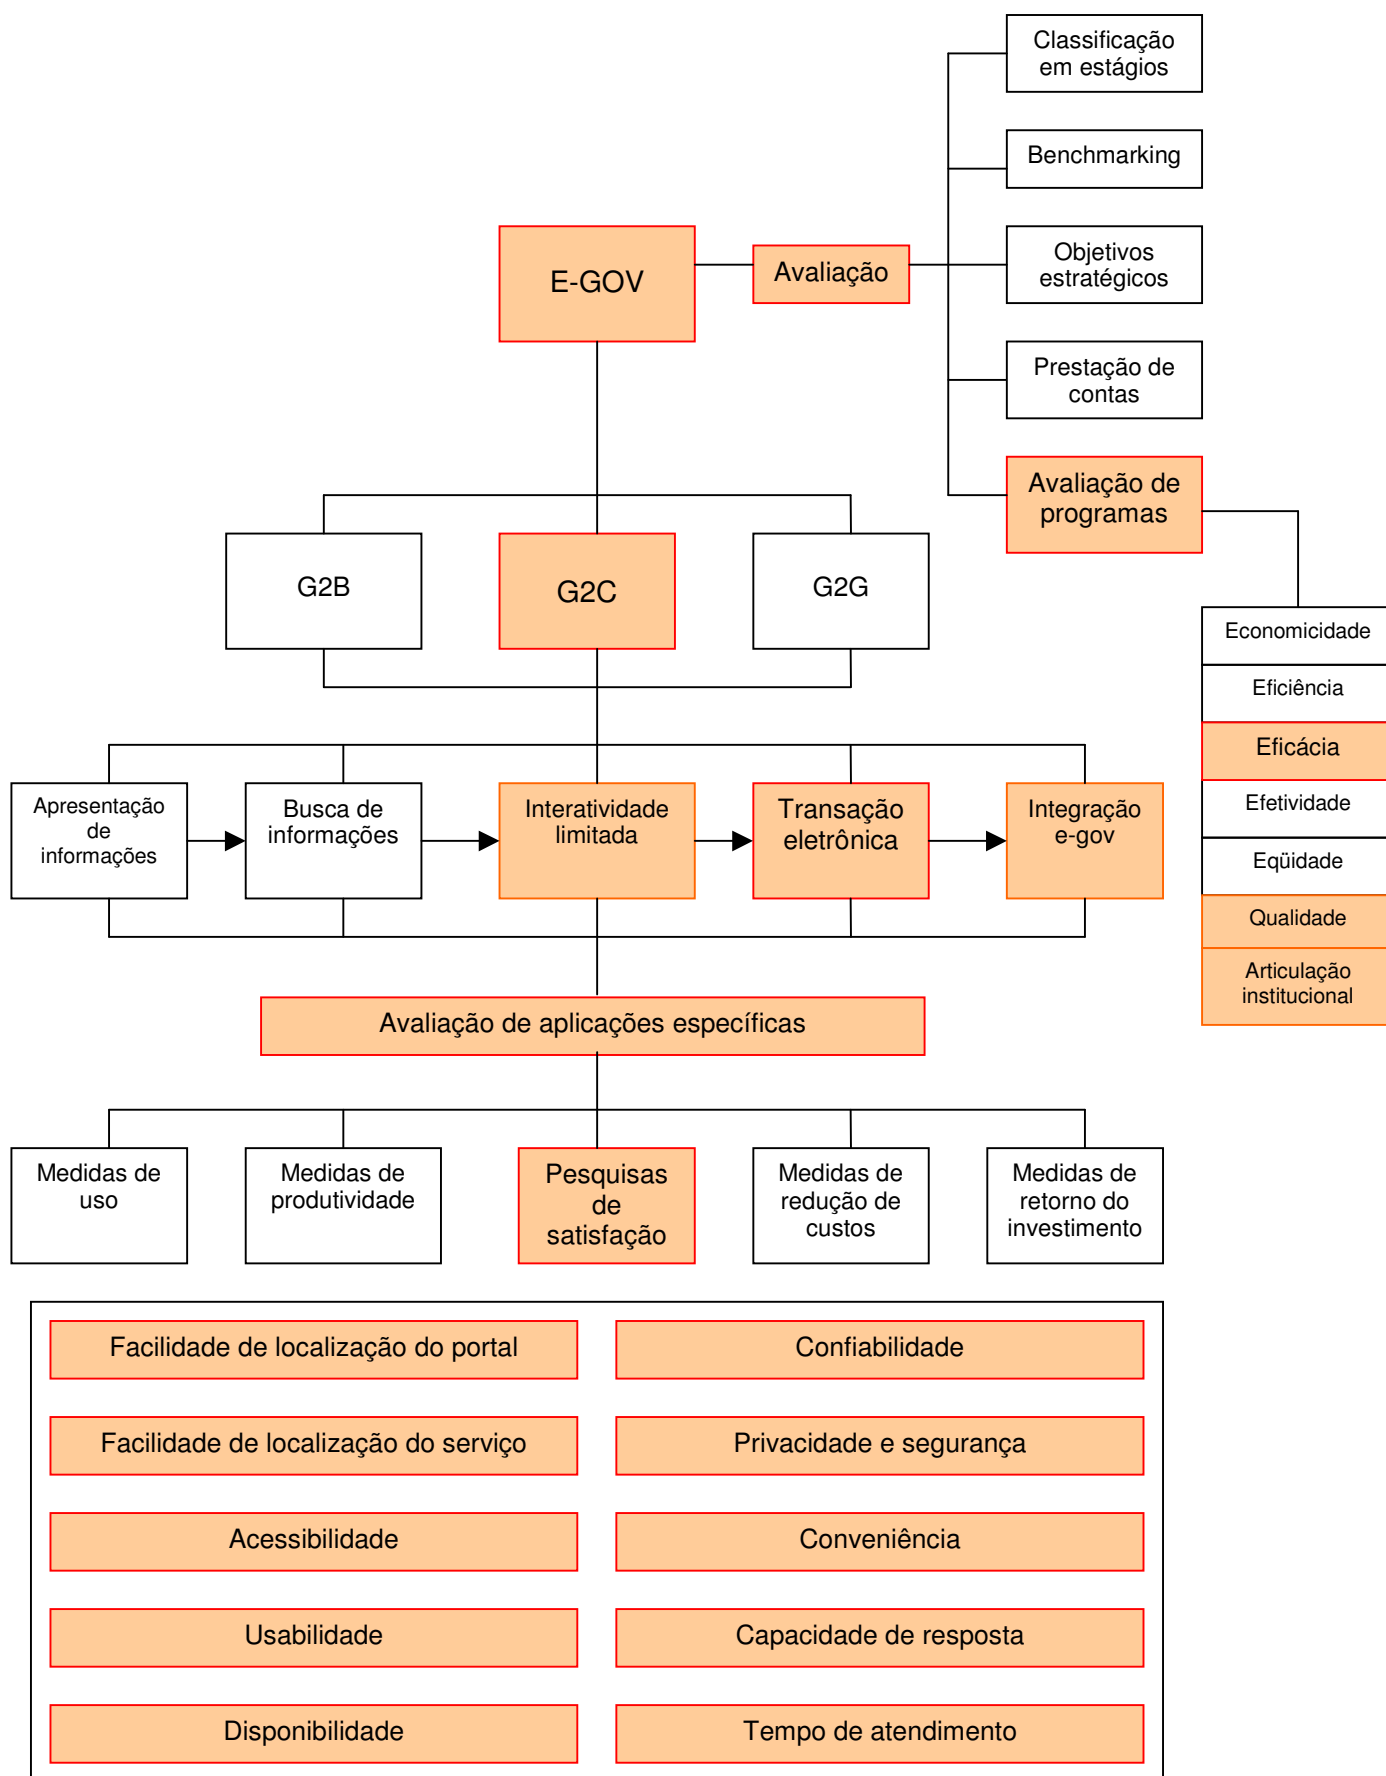 Classificação
em estágios
Benchmarking
E-GOV
Avaliação
Objetivos
estratégicos
Prestação de
contas
Avaliação de
programas
G2B
G2C
G2G
Economicidade
Eficiência
Eficácia
Efetividade
Eqüidade
Qualidade
Articulação
institucional
Apresentação
de
informações
Busca de
informações
Interatividade
limitada
Transação
eletrônica
Integração
e-gov
Avaliação de aplicações específicas
Medidas de
uso
Medidas de
produtividade
Pesquisas
de
satisfação
Medidas de
redução de
custos
Medidas de
retorno do
investimento
Facilidade de localização do portal
Confiabilidade
Facilidade de localização do serviço
Privacidade e segurança
Acessibilidade
Conveniência
Usabilidade
Capacidade de resposta
Disponibilidade
Tempo de atendimento